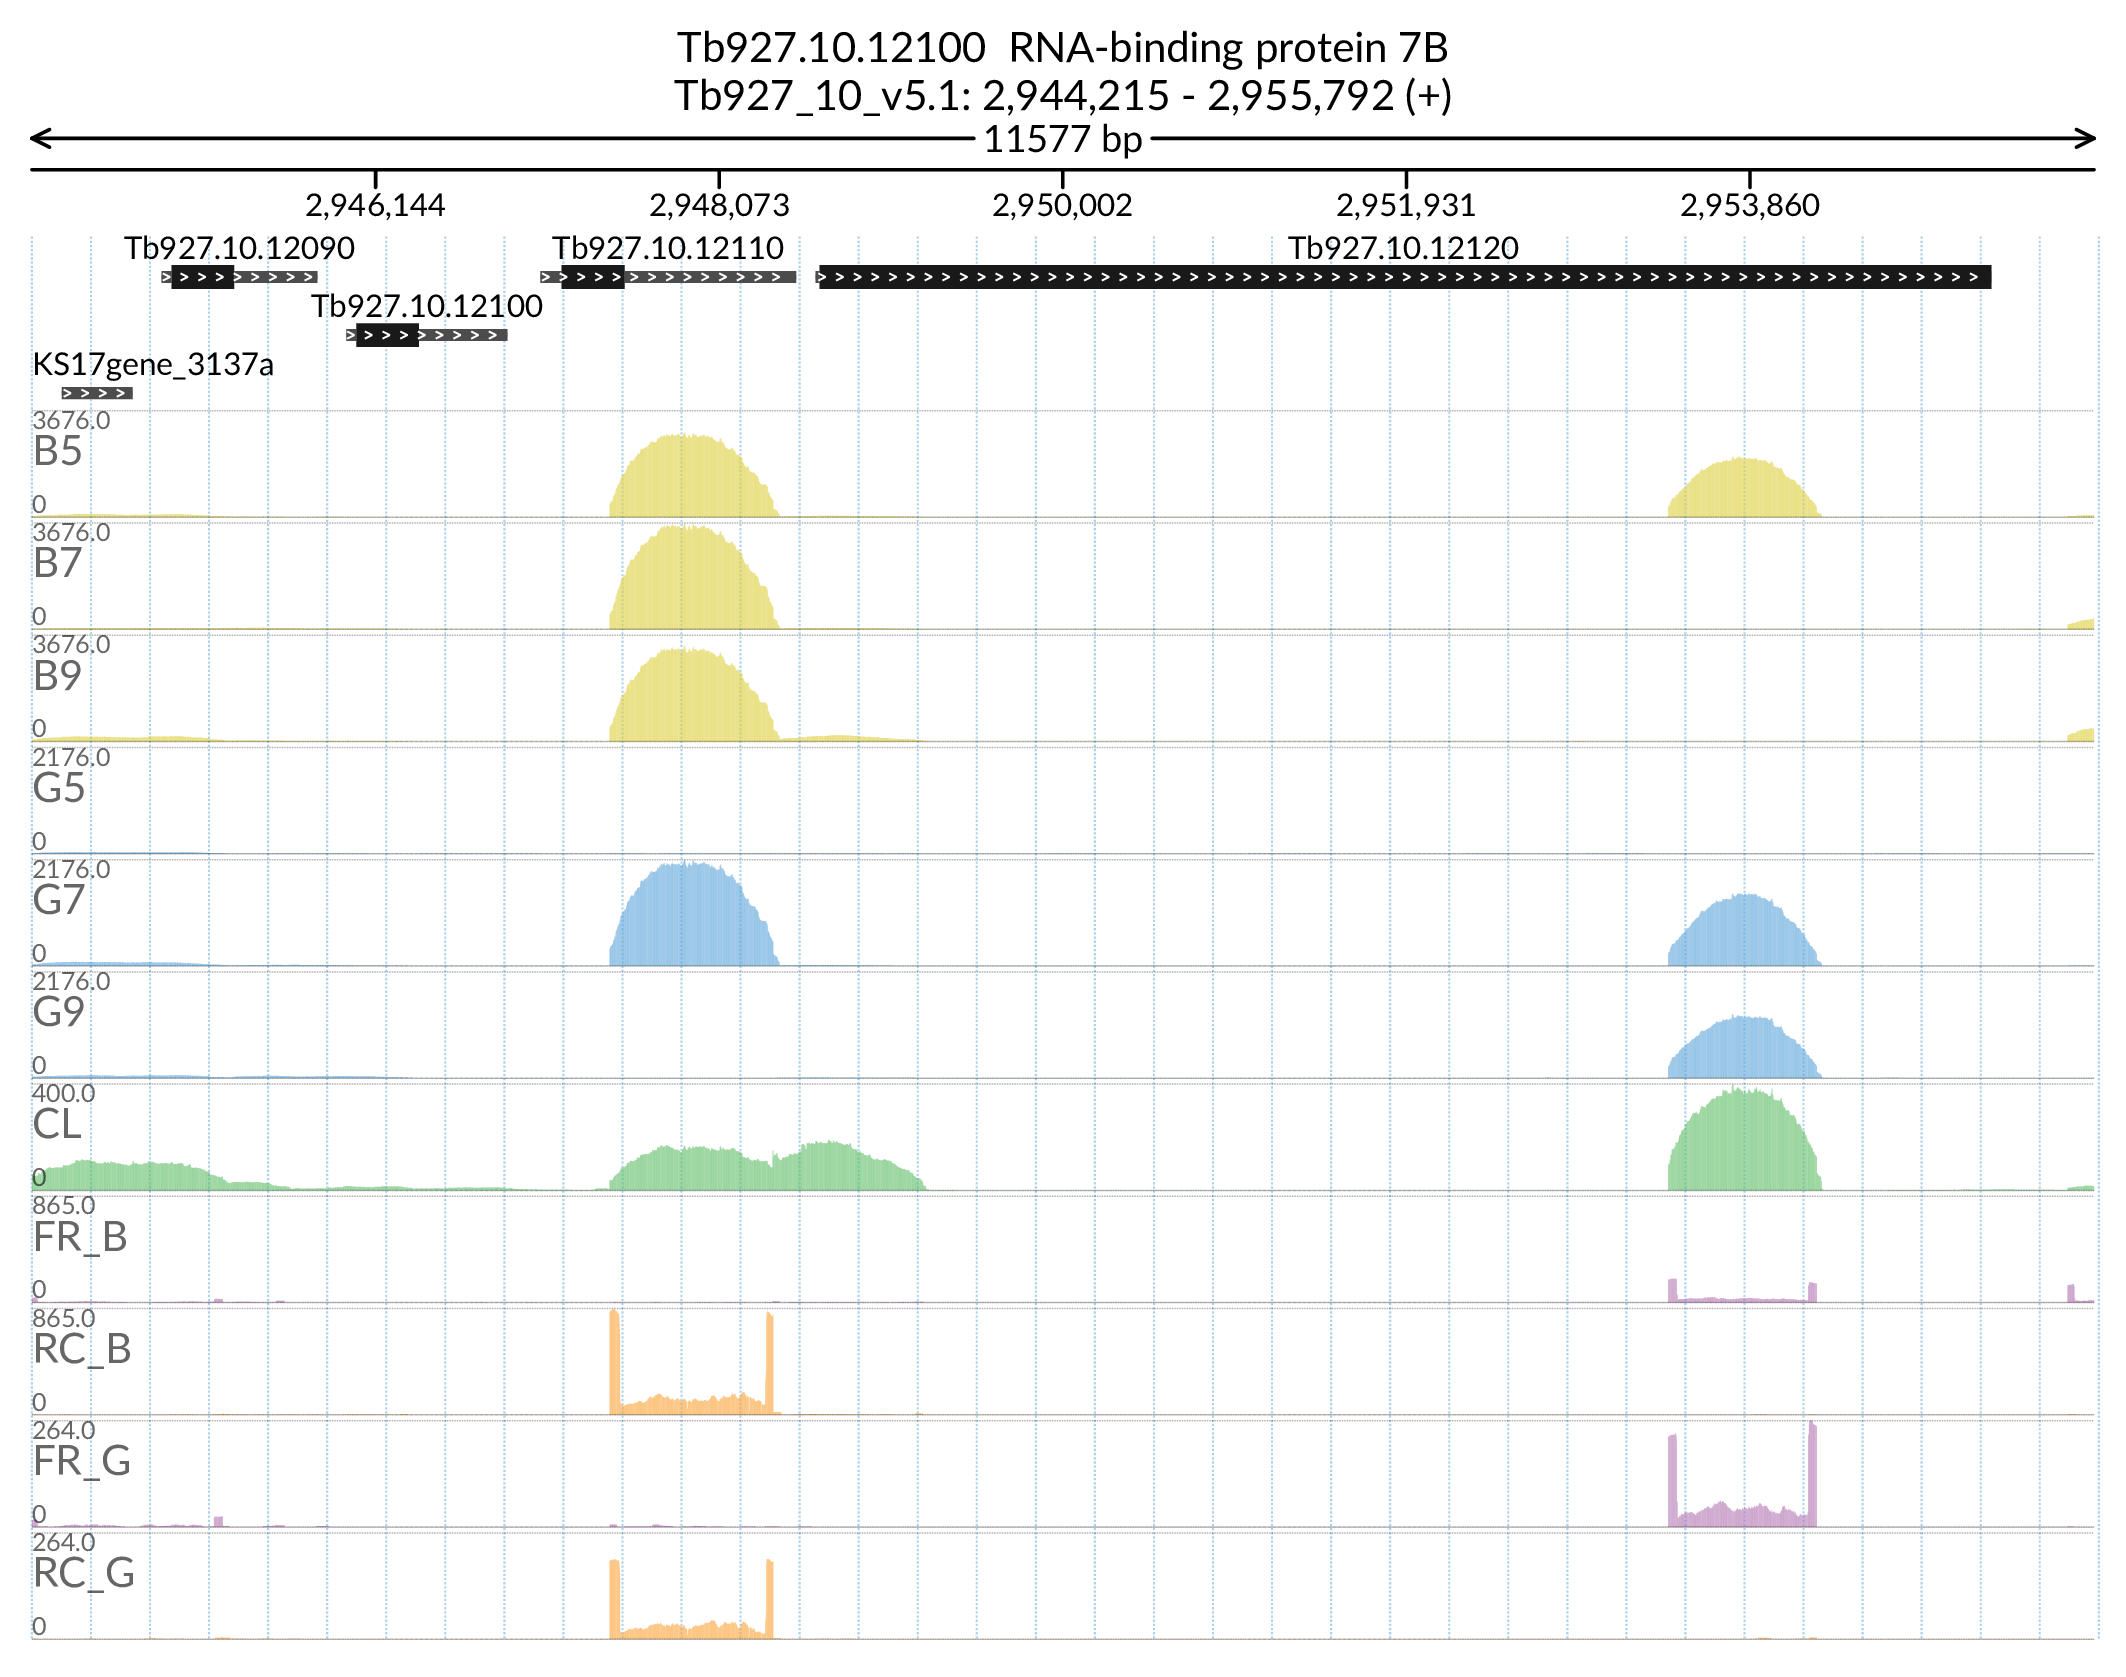 Tb927.10.12100  RNA-binding protein 7B
Tb927_10_v5.1: 2,944,215 - 2,955,792 (+)
11577 bp
2,946,144 2,948,073 2,950,002 2,951,931 2,953,860
Tb927.10.12090 Tb927.10.12110 Tb927.10.12120
Tb927.10.12100
KS17gene_3137a
3676.0
B5
0
3676.0
B7
0
3676.0
B9
0
2176.0
G5
0
2176.0
G7
0
2176.0
G9
0
400.0
CL
0
865.0
FR_B
0
865.0
RC_B
0
264.0
FR_G
0
264.0
RC_G
0